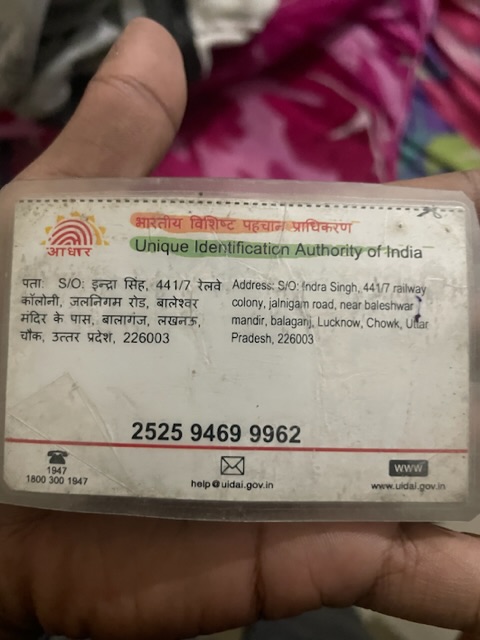 भारतीय विशिष्ट पहचान प्राधिकरण
Unique Identification Authority of India
आधार
पता: S/O: इन्द्रा सिंह, 441/7 रेलवे
कॉलोनी, जलनिगम रोड, बालेश्वर
मंदिर के पास, बालागंज, लखनऊ,
चौक, उत्तर प्रदेश, 226003
Address: S/O: Indra Singh, 441/7 railway
colony, jalnigam road, near baleshwar
mandir, balaganj, Lucknow, Chowk, Uttar
Pradesh, 226003
2525 9469 9962
1947
1800 300 1947
help@uidai.gov.in
www
www.uidai.gov.in